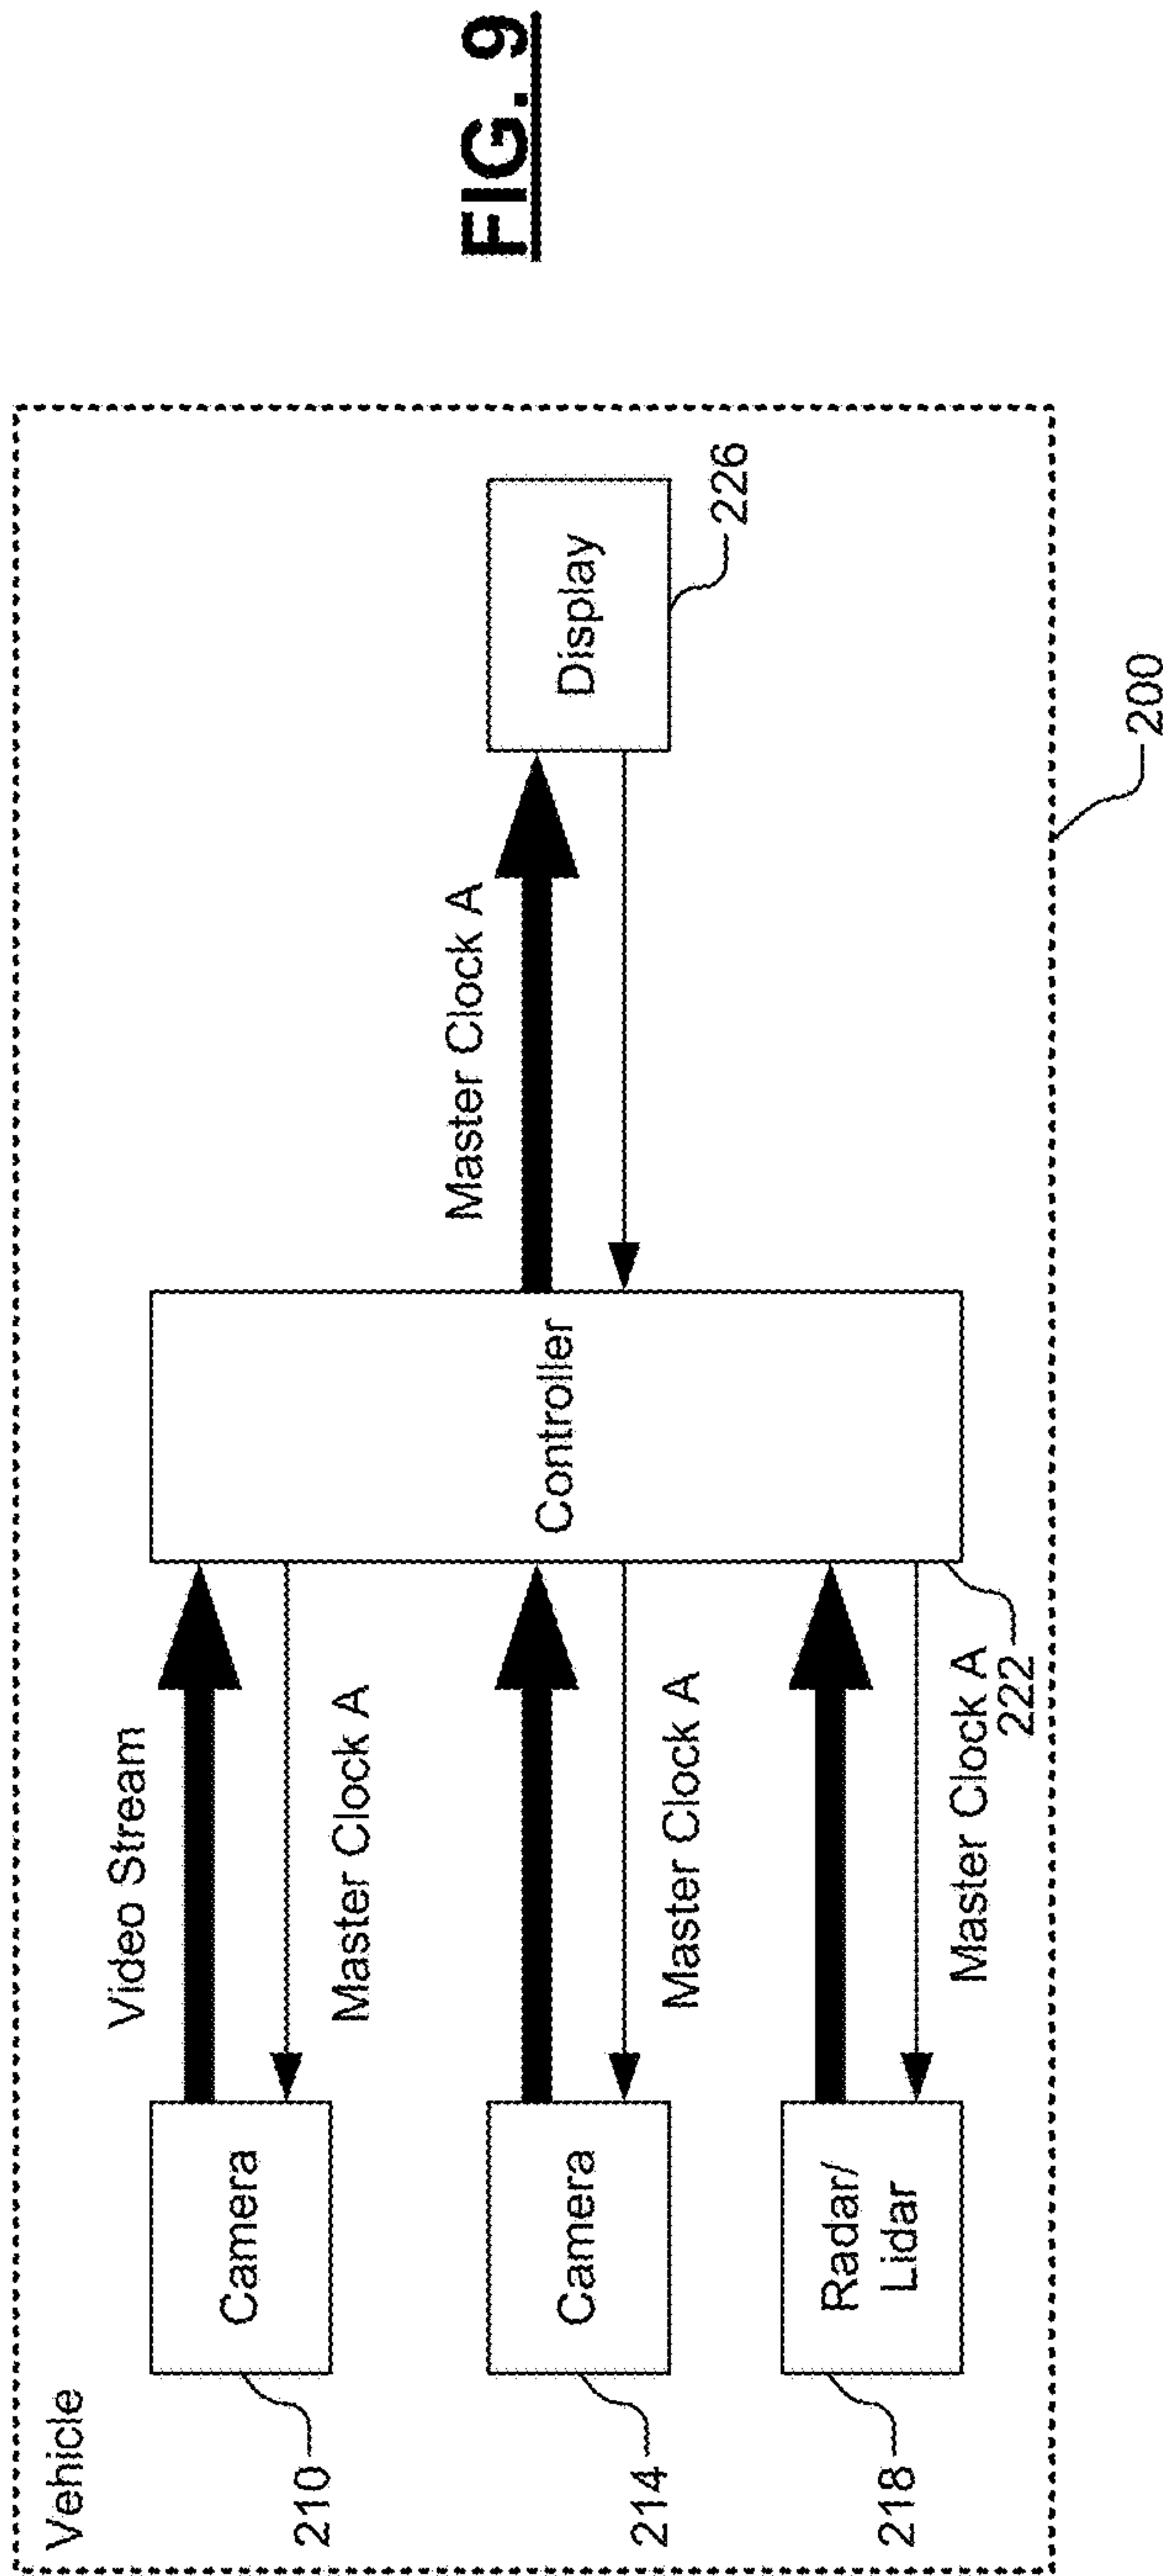 Vehicle
Video Stream
Camera
210
Master Clock A
Camera
214
Master Clock A
Radar/
Lidar
218
Master Clock A
222
Controller
Master Clock A
Display
226
200
FIG. 9